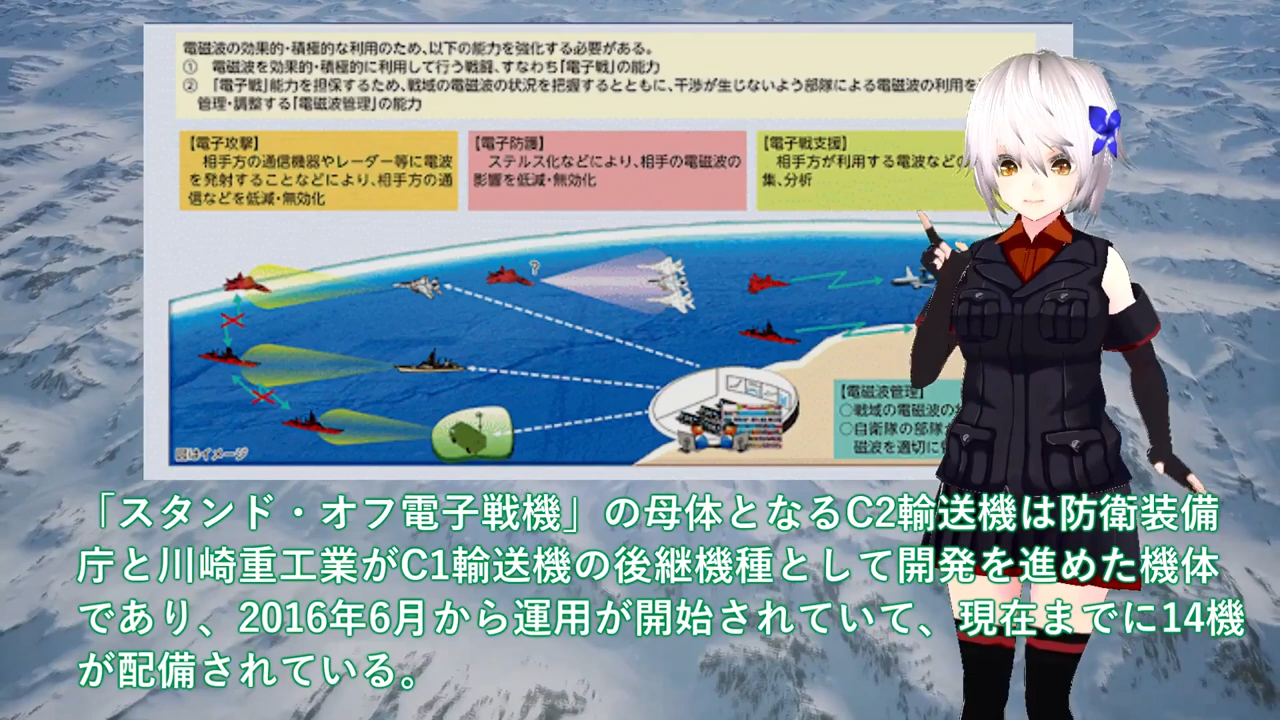 電磁波の効果的・積極的な利用のため、以下の能力を強化する必要がある。
① 電磁波を効果的・積極的に利用して行う戦闘、すなわち「電子戦」の能力
② 「電子戦」能力を担保するため、戦域の電磁波の状況を把握するとともに、干渉が生じないよう部隊による電磁波の利用を
管理・調整する「電磁波管理」の能力
【電子攻撃】
相手方の通信機器やレーダー等に電波
を発射することなどにより、相手方の通
信などを低減・無効化
【電子防護】
ステルス化などにより、相手の電磁波の
影響を低減・無効化
【電子戦支援】
相手方が利用する電波などの
集、分析
?
【電磁波管理】
○戦域の電磁波の
○自衛隊の部隊
磁波を適切に
図はイメージ
「スタンド・オフ電子戦機」の母体となるC2輸送機は防衛装備
庁と川崎重工業がC1輸送機の後継機種として開発を進めた機体
であり、2016年6月から運用が開始されていて、現在までに14機
が配備されている。